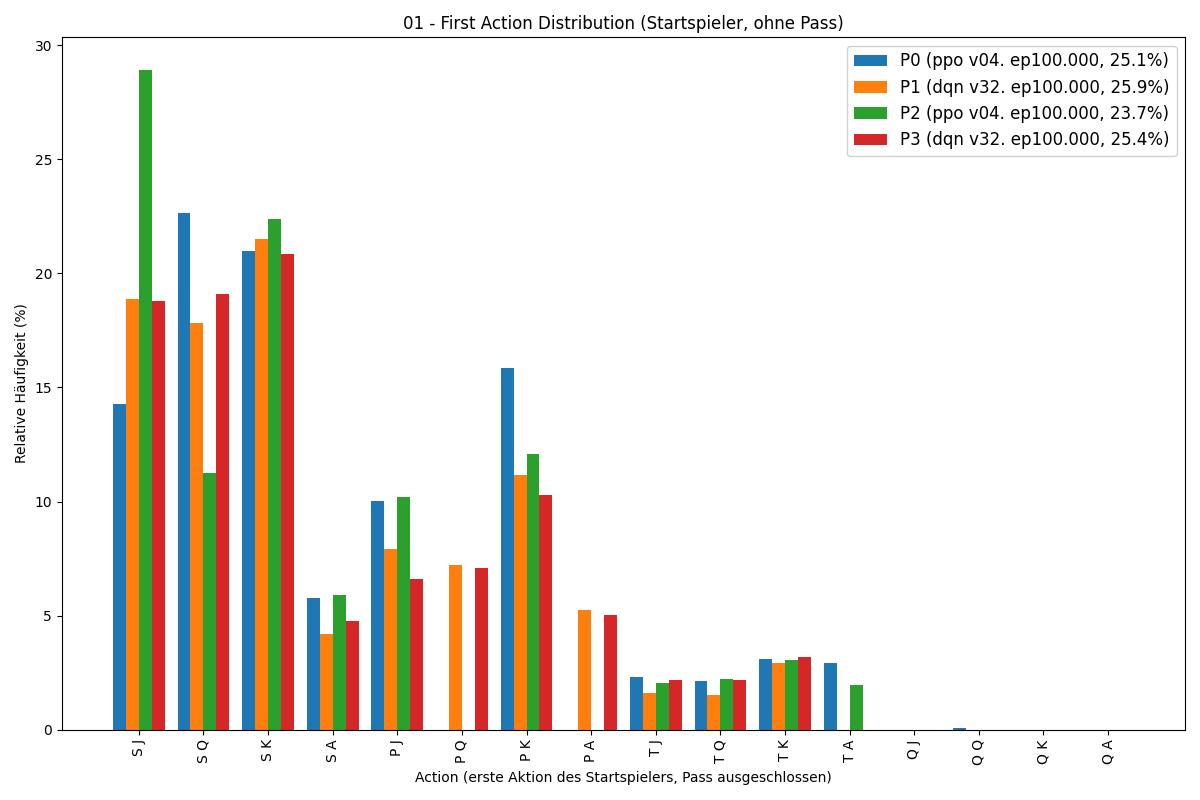 01 - First Action Distribution (Startspieler, ohne Pass)
P0 (ppo v04. ep100.000, 25.1%)
P1 (dqn v32. ep100.000, 25.9%)
P2 (ppo v04. ep100.000, 23.7%)
P3 (dqn v32. ep100.000, 25.4%)
Relative Häufigkeit (%)
30
25
20
15
10
5
0
S J
S Q
S K
S A
P J
P Q
P K
P A
T J
T Q
T K
T A
Q J
Q Q
Q K
Q A
Action (erste Aktion des Startspielers, Pass ausgeschlossen)